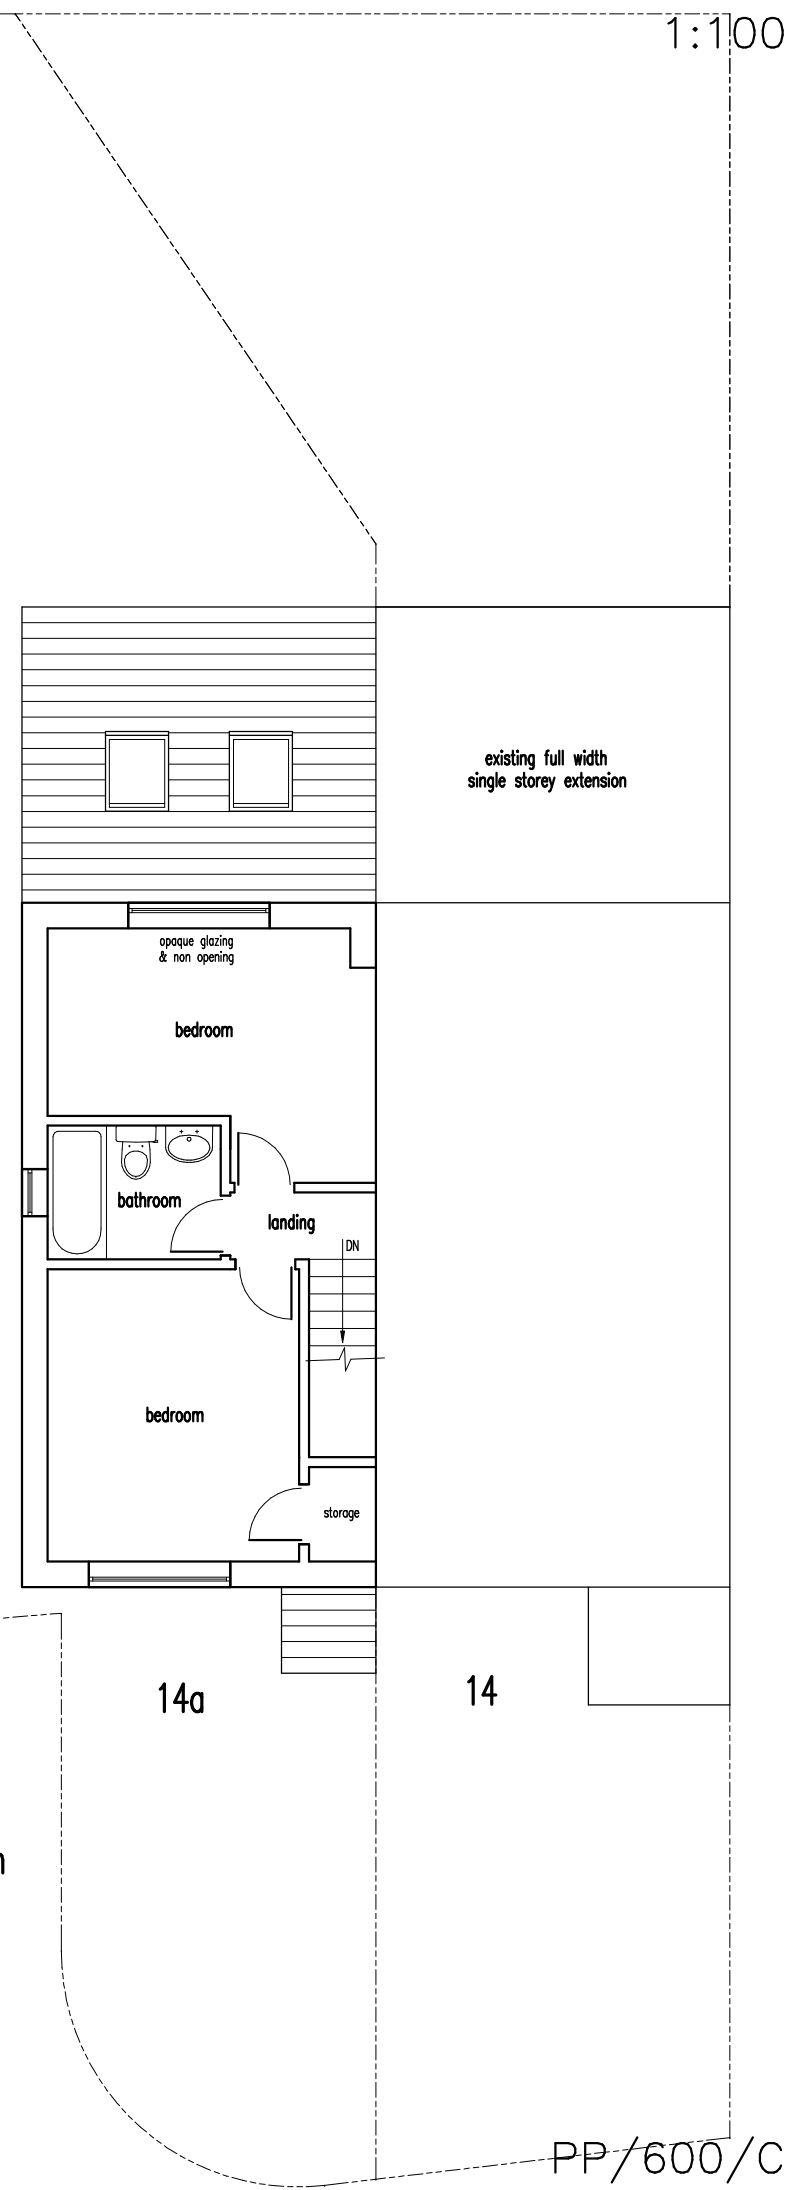 1:100
existing full width
single storey extension
opaque glazing
& non opening
bedroom
bathroom
landing
DN
bedroom
storage
14a
14
PP/600/C